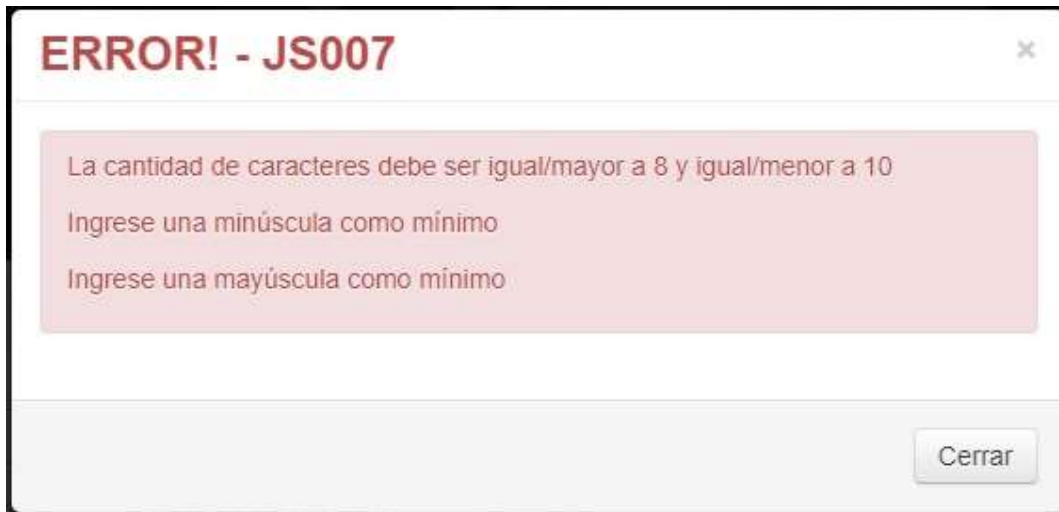 ERROR! - JS007
×
La cantidad de caracteres debe ser igual/mayor a 8 y igual/menor a 10
Ingrese una minúscula como mínimo
Ingrese una mayúscula como mínimo
Cerrar